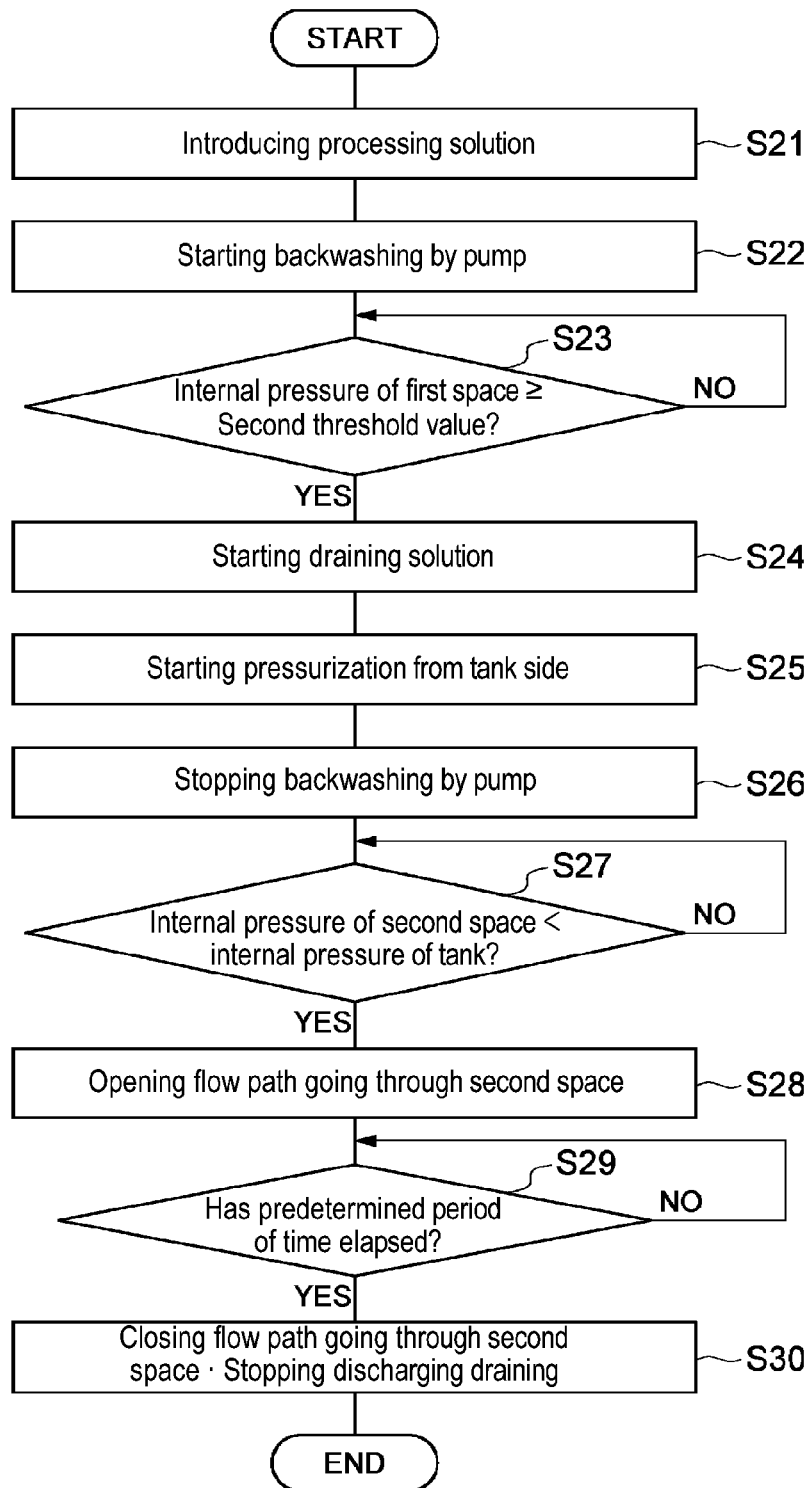 START
Introducing processing solution
S21
Starting backwashing by pump
S22
S23
Internal pressure of first space ≥
Second threshold value?
NO
YES
Starting draining solution
S24
Starting pressurization from tank side
S25
Stopping backwashing by pump
S26
S27
Internal pressure of second space <
internal pressure of tank?
NO
YES
Opening flow path going through second space
S28
S29
Has predetermined period
of time elapsed?
NO
YES
Closing flow path going through second
space · Stopping discharging draining
S30
END